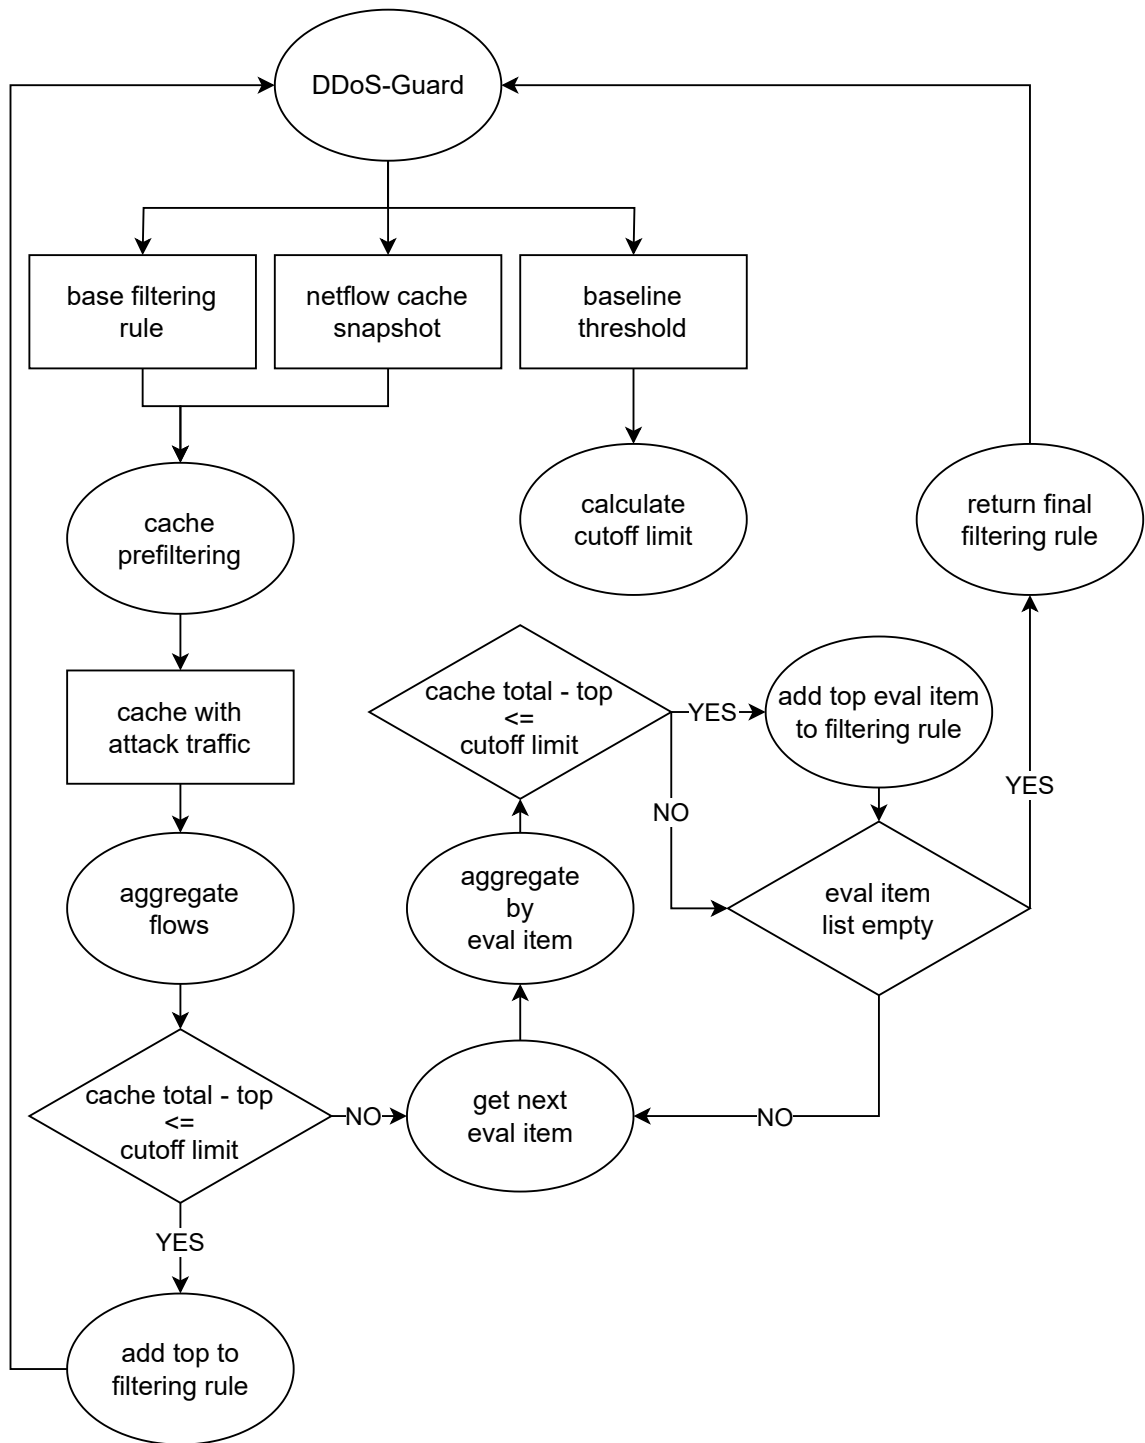 DDoS-Guard
base filtering
rule
netflow cache
snapshot
baseline
threshold
cache
prefiltering
calculate
cutoff limit
return final
filtering rule
cache with
attack traffic
cache total - top
<=
cutoff limit
YES
add top eval item
to filtering rule
NO
YES
aggregate
flows
aggregate
by
eval item
eval item
list empty
cache total - top
<=
cutoff limit
NO
get next
eval item
NO
YES
add top to
filtering rule